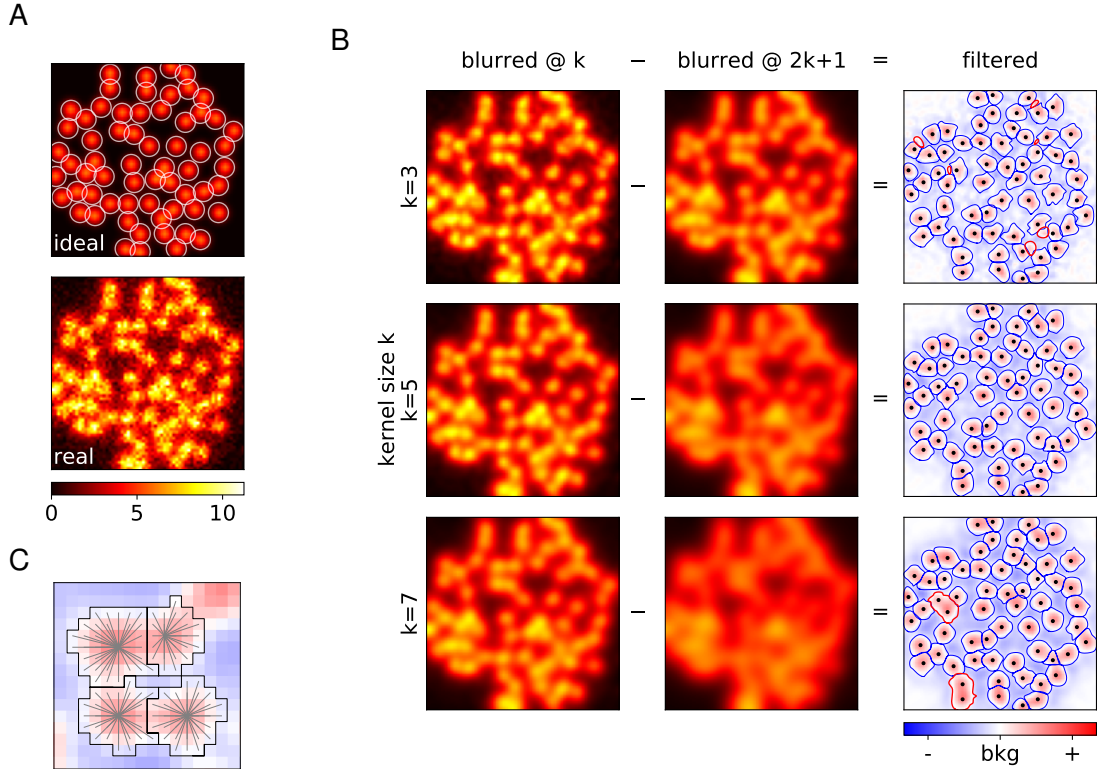 A
ideal
real
0 5 10
B
blurred @ k − blurred @ 2k+1 = filtered
kernel size k
k=3
− =
k=5
− =
k=7
− =
- bkg +
C